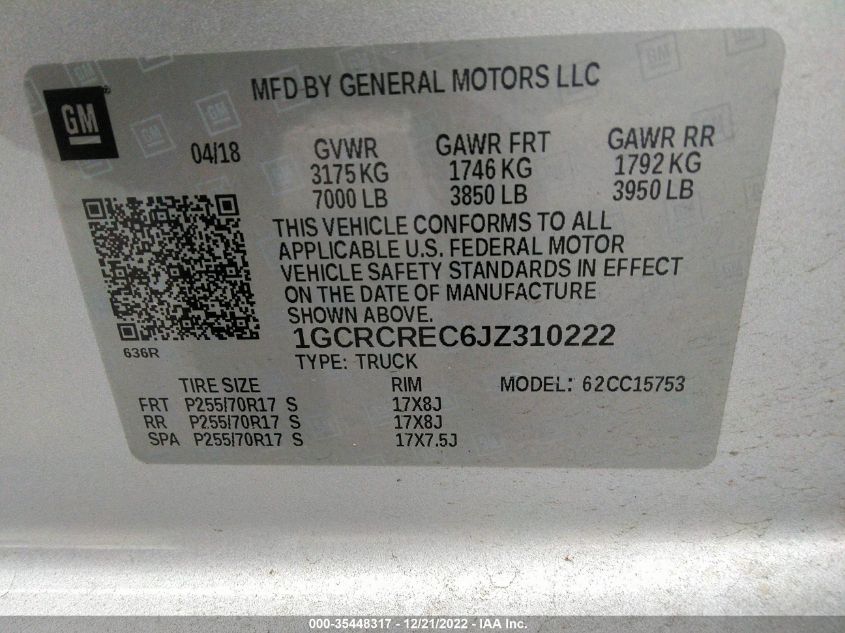 MFD BY GENERAL MOTORS LLC
GM
04/18 GVWR GAWR FRT GAWR RR
3175 KG 1746 KG 1792 KG
7000 LB 3850 LB 3950 LB
THIS VEHICLE CONFORMS TO ALL
APPLICABLE U.S. FEDERAL MOTOR
VEHICLE SAFETY STANDARDS IN EFFECT
ON THE DATE OF MANUFACTURE
SHOWN ABOVE.
1GCRCREC6JZ310222
636R
TYPE: TRUCK
TIRE SIZE RIM MODEL: 62CC15753
FRT P255/70R17 S 17X8J
RR P255/70R17 S 17X8J
SPA P255/70R17 S 17X7.5J
000-35448317 - 12/21/2022 - IAA Inc.